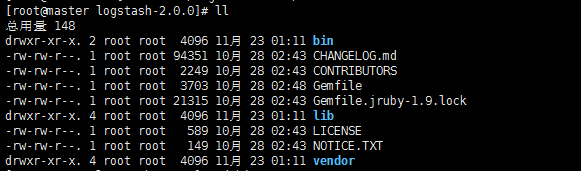 [root@master logstash-2.0.0]# ll
总用量 148
drwxr-xr-x. 2 root root  4096 11月 23 01:11 bin
-rw-rw-r--. 1 root root 94351 10月 28 02:43 CHANGELOG.md
-rw-rw-r--. 1 root root  2249 10月 28 02:43 CONTRIBUTORS
-rw-rw-r--. 1 root root  3703 10月 28 02:48 Gemfile
-rw-rw-r--. 1 root root 21315 10月 28 02:43 Gemfile.jruby-1.9.lock
drwxr-xr-x. 4 root root  4096 11月 23 01:11 lib
-rw-rw-r--. 1 root root   589 10月 28 02:43 LICENSE
-rw-rw-r--. 1 root root   149 10月 28 02:43 NOTICE.TXT
drwxr-xr-x. 4 root root  4096 11月 23 01:11 vendor